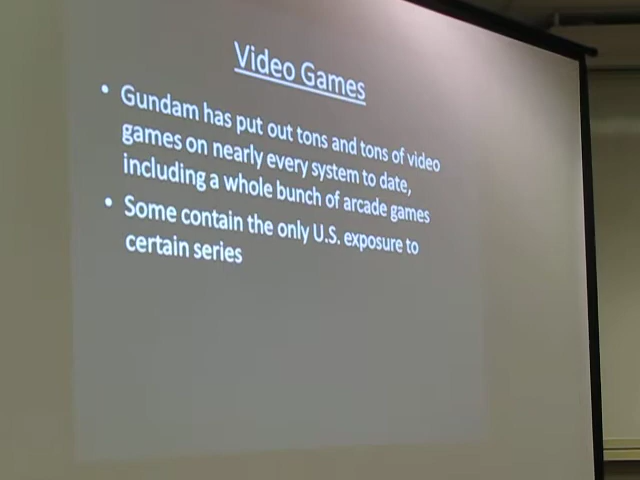 Video Games
• Gundam has put out tons and tons of video
games on nearly every system to date,
including a whole bunch of arcade games
• Some contain the only U.S. exposure to
certain series